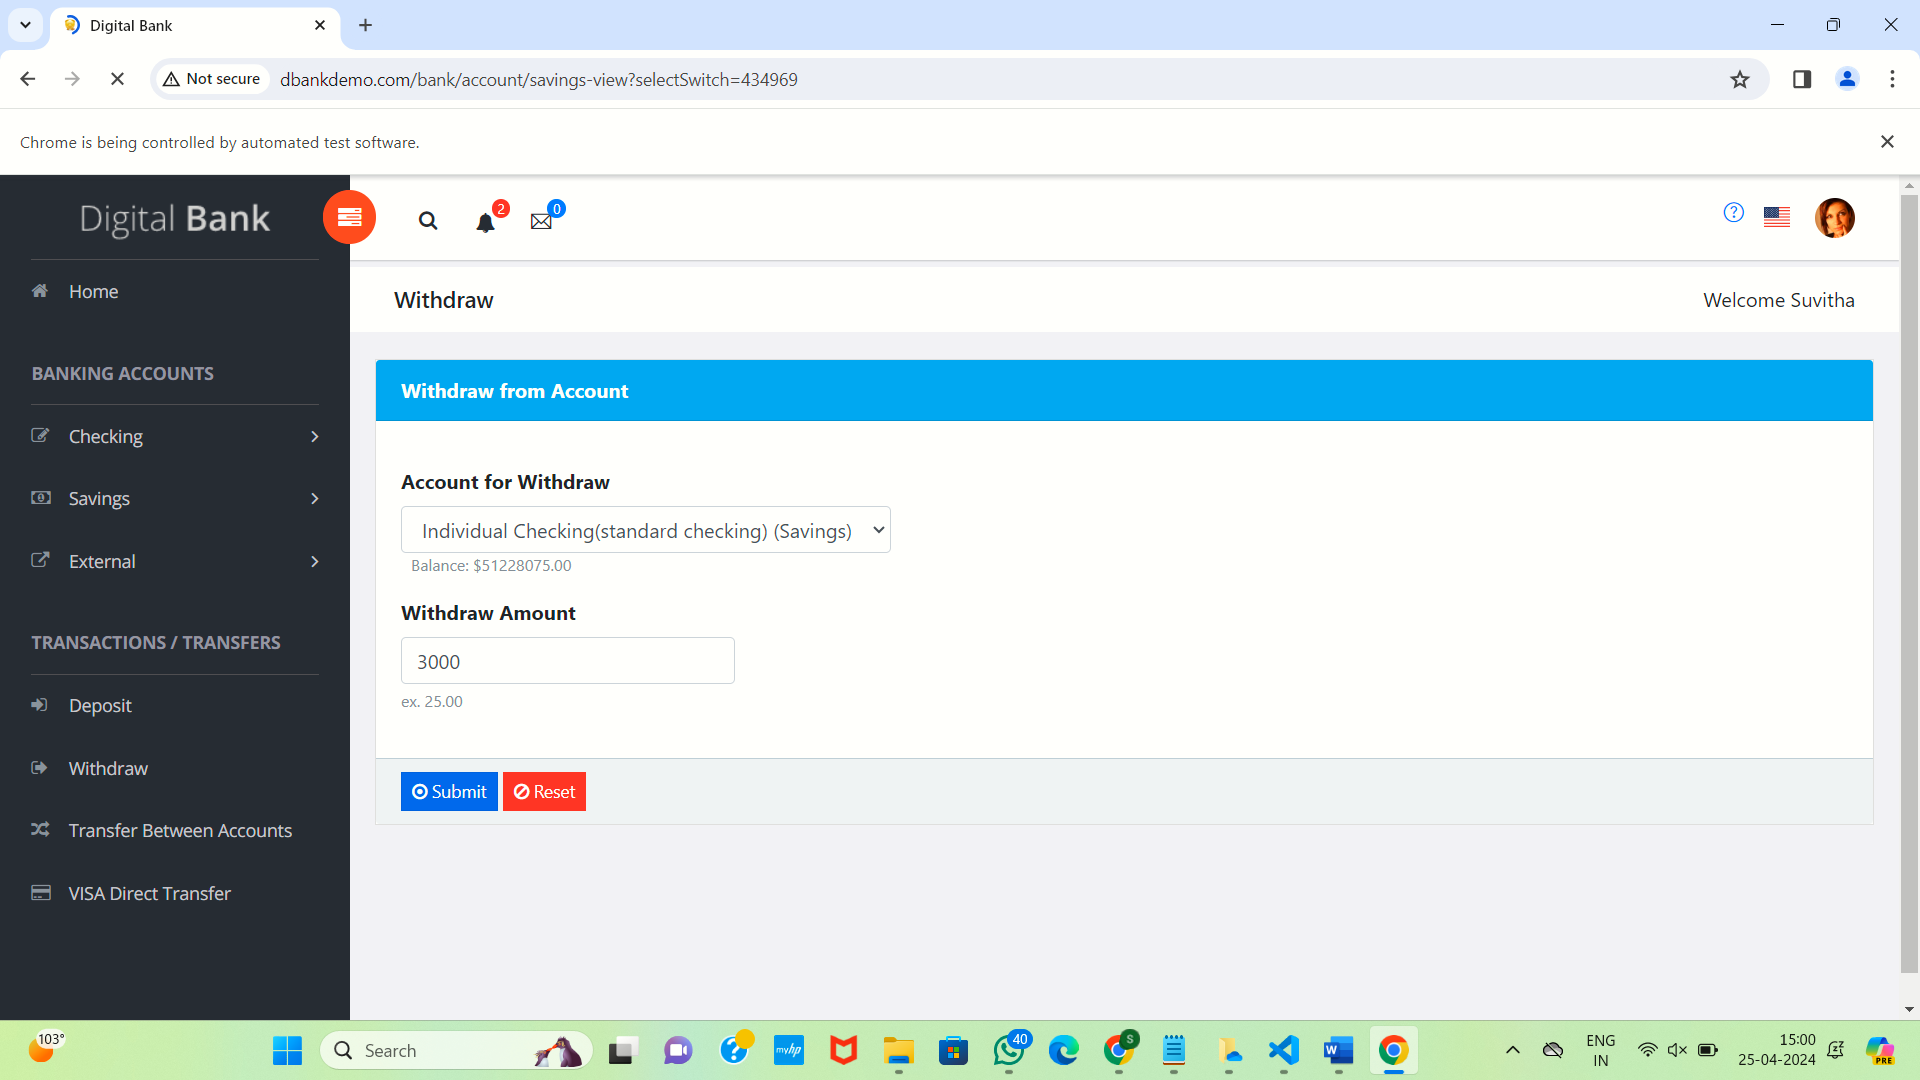 Digital Bank
Not secure
dbankdemo.com/bank/account/savings-view?selectSwitch=434969
Chrome is being controlled by automated test software.
Digital Bank
2
0
Home
Withdraw
Welcome Suvitha
BANKING ACCOUNTS
Withdraw from Account
Checking
Savings
External
Account for Withdraw
Individual Checking(standard checking) (Savings)
Balance: $51228075.00
Withdraw Amount
3000
ex. 25.00
TRANSACTIONS / TRANSFERS
Deposit
Withdraw
Transfer Between Accounts
VISA Direct Transfer
Submit
Reset
103°
Search
myhp
40
S
W
ENG
IN
15:00
25-04-2024
PRE